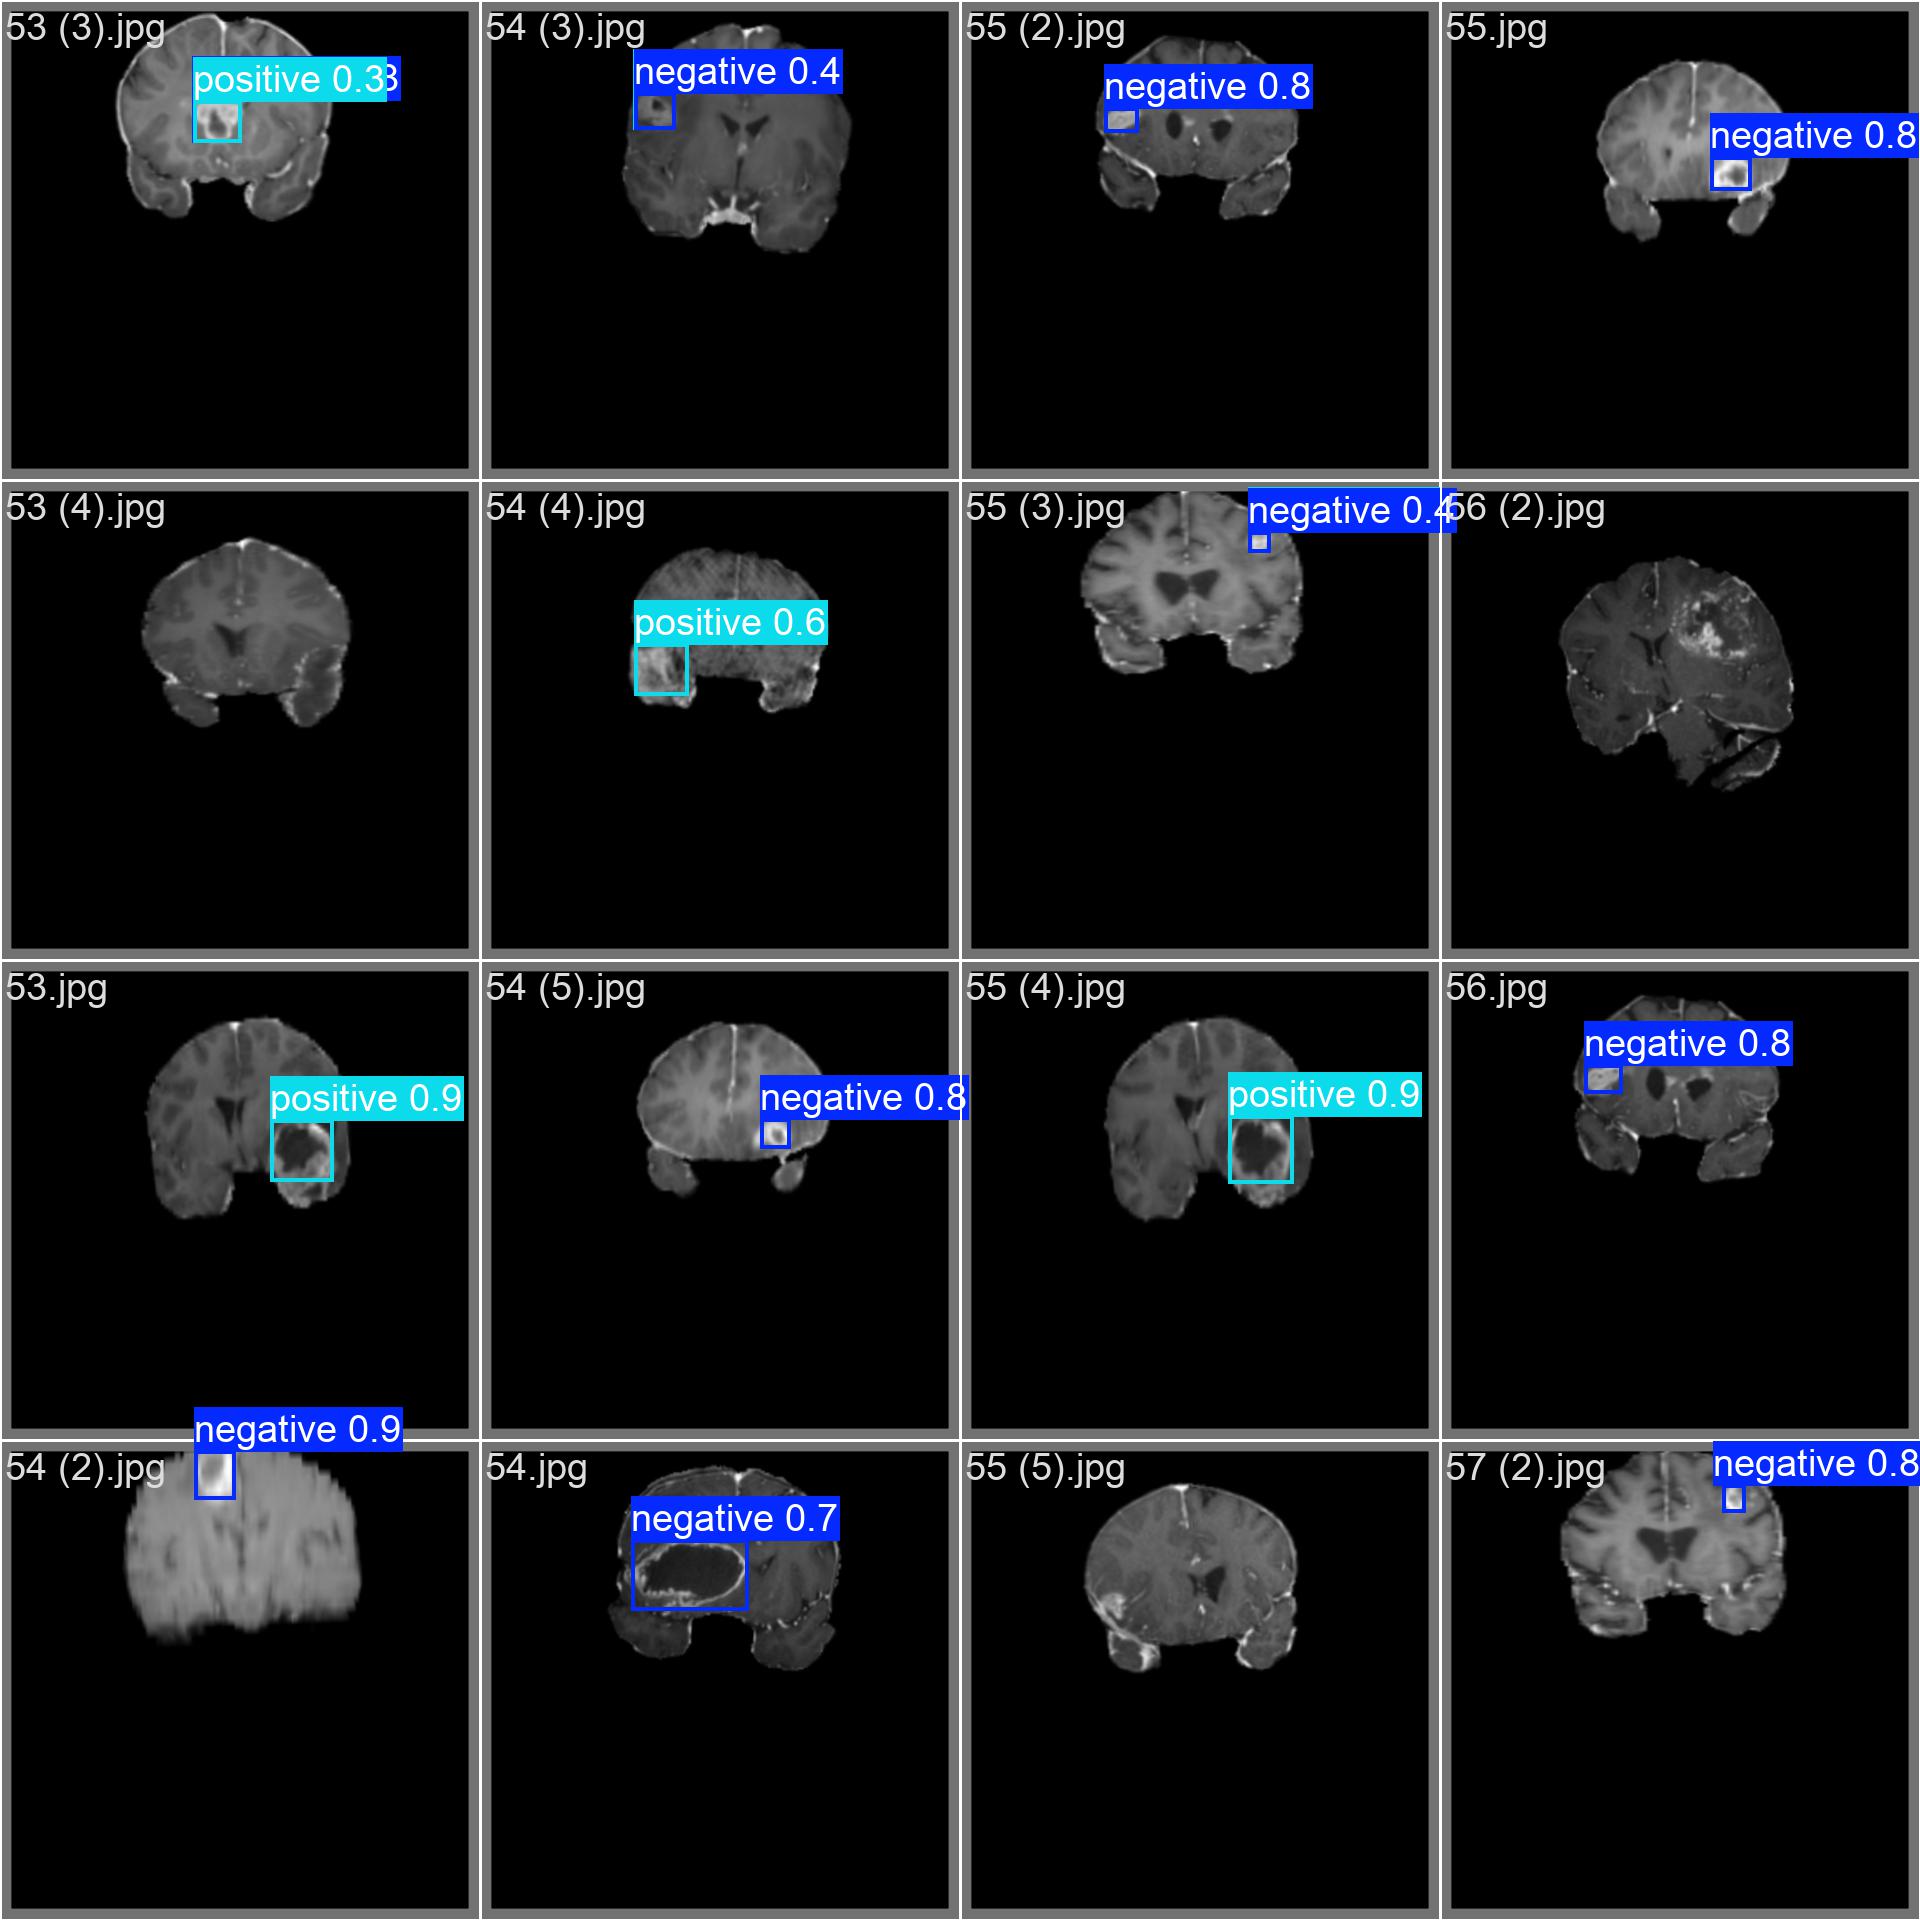 53 (3).jpg
positive 0.3
3
54 (3).jpg
negative 0.4
55 (2).jpg
negative 0.8
55.jpg
negative 0.8
53 (4).jpg
54 (4).jpg
positive 0.6
55 (3).jpg
negative 0.4
56 (2).jpg
53.jpg
positive 0.9
54 (5).jpg
negative 0.8
55 (4).jpg
positive 0.9
56.jpg
negative 0.8
54 (2).jpg
negative 0.9
54.jpg
negative 0.7
55 (5).jpg
57 (2).jpg
negative 0.8